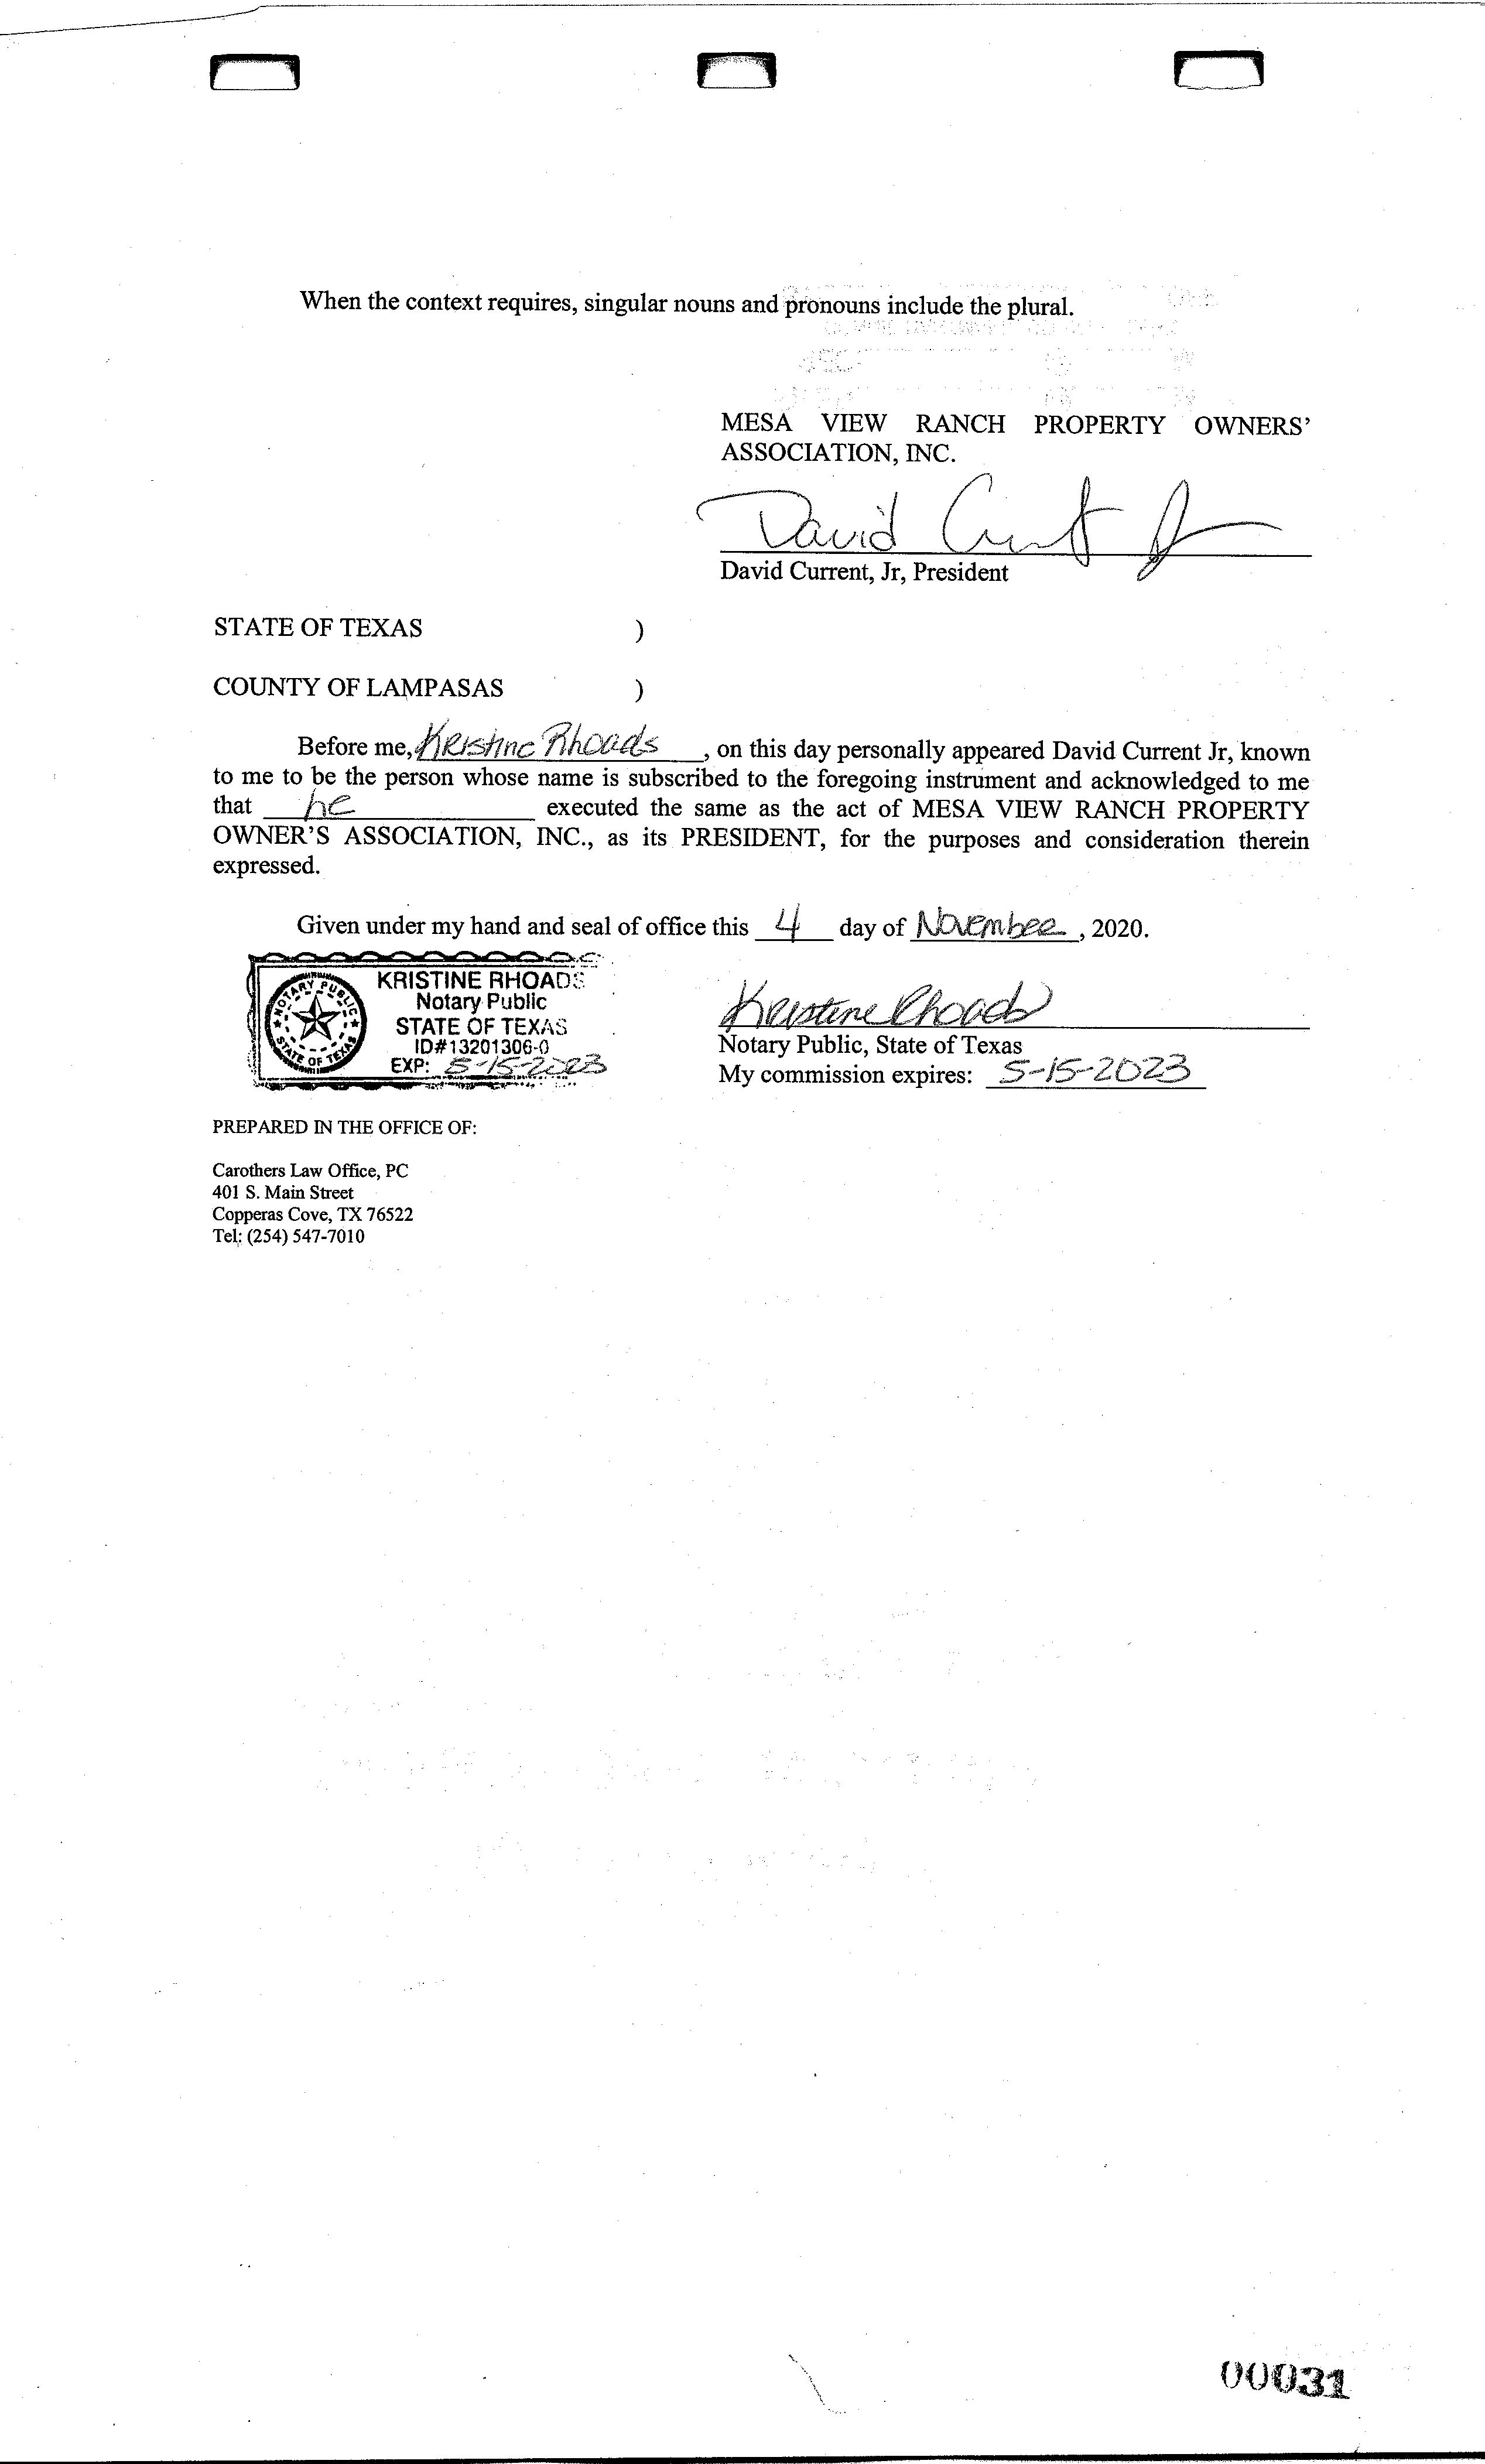 When the context requires, singular nouns and pronouns include the plural.
MESA VIEW RANCH PROPERTY OWNERS'
ASSOCIATION, INC.
David Current Jr
David Current, Jr, President
STATE OF TEXAS )
COUNTY OF LAMPASAS )
Before me, Kristine Rhoads, on this day personally appeared David Current Jr, known
to me to be the person whose name is subscribed to the foregoing instrument and acknowledged to me
that he executed the same as the act of MESA VIEW RANCH PROPERTY
OWNER'S ASSOCIATION, INC., as its PRESIDENT, for the purposes and consideration therein
expressed.
Given under my hand and seal of office this 4 day of November, 2020.
NOTARY PUBLIC
STATE OF TEXAS
KRISTINE RHOADS
Notary Public
STATE OF TEXAS
ID#13201306-0
EXP: 5-15-2023
Kristine Rhoads
Notary Public, State of Texas
My commission expires: 5-15-2023
PREPARED IN THE OFFICE OF:
Carothers Law Office, PC
401 S. Main Street
Copperas Cove, TX 76522
Tel: (254) 547-7010
00031